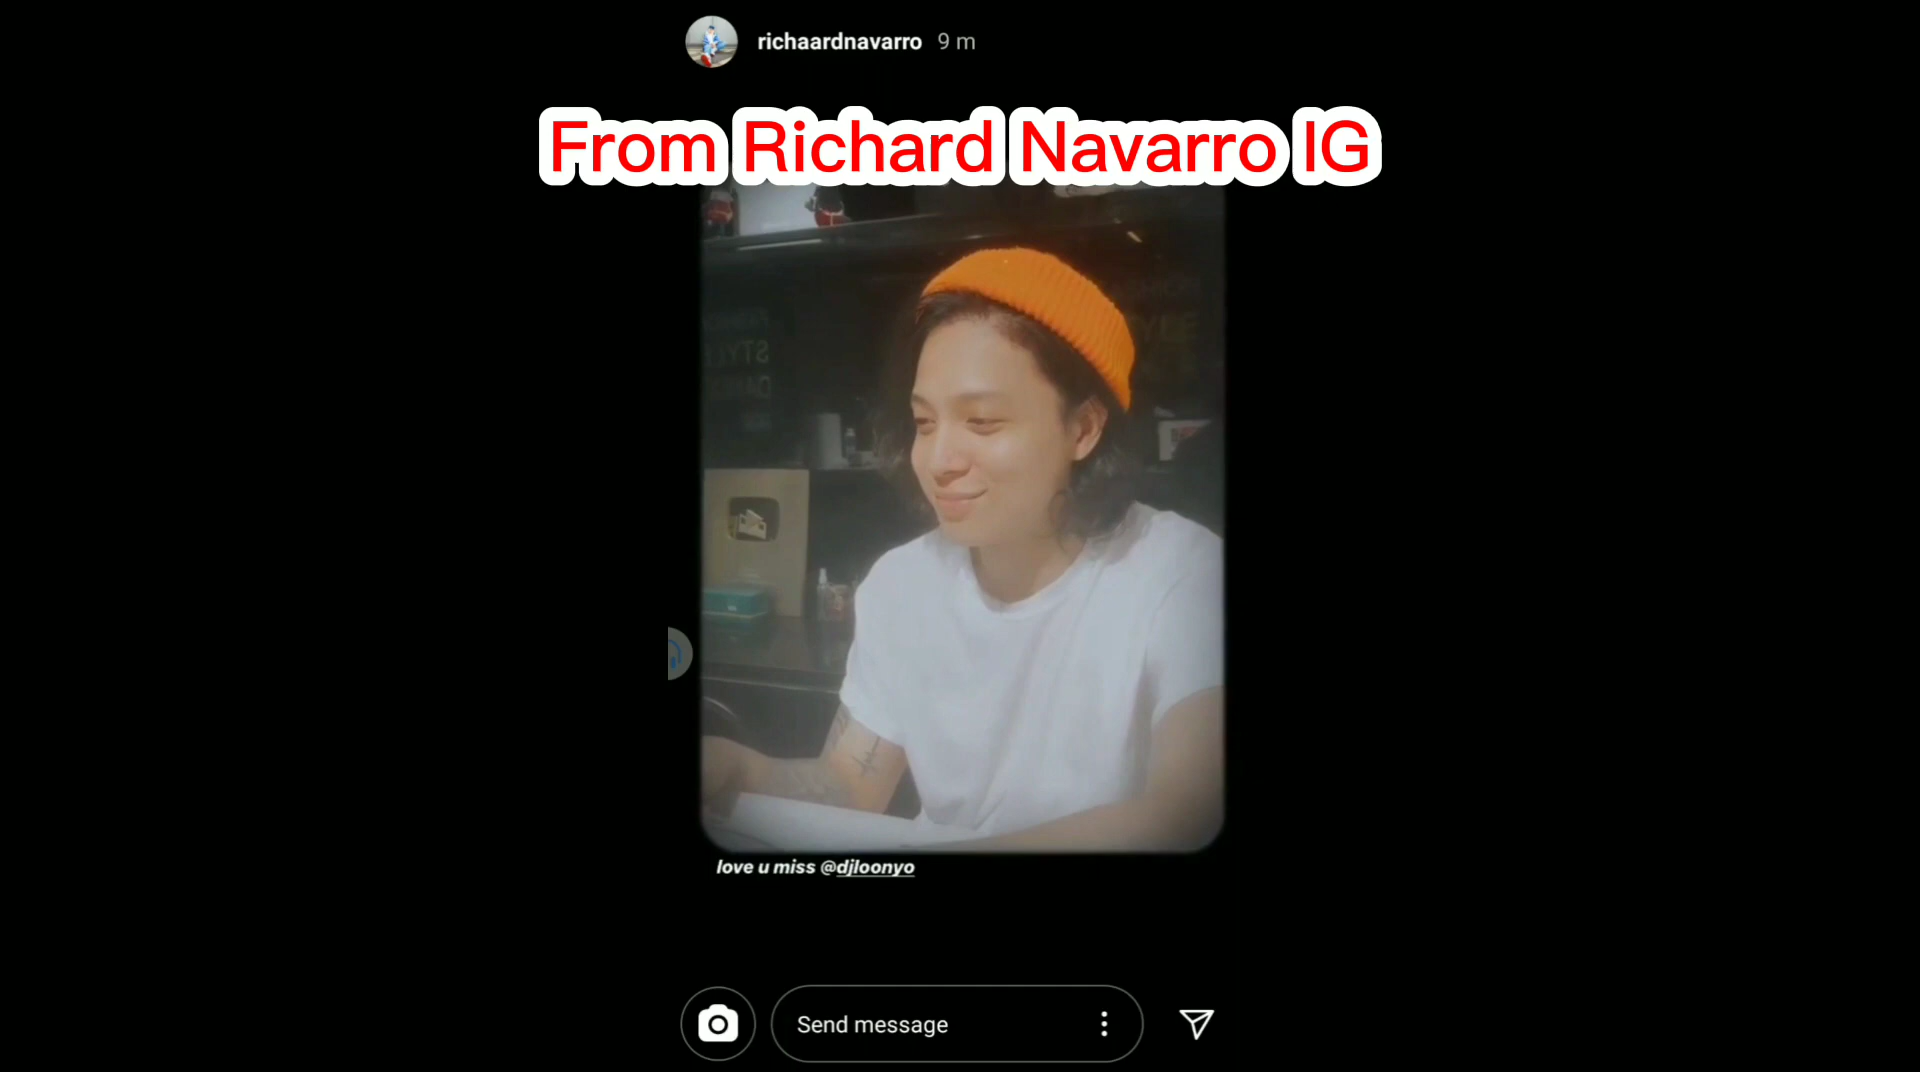 richaardnavarro 9 m
From Richard Navarro IG
love u miss @djloonyo
Send message